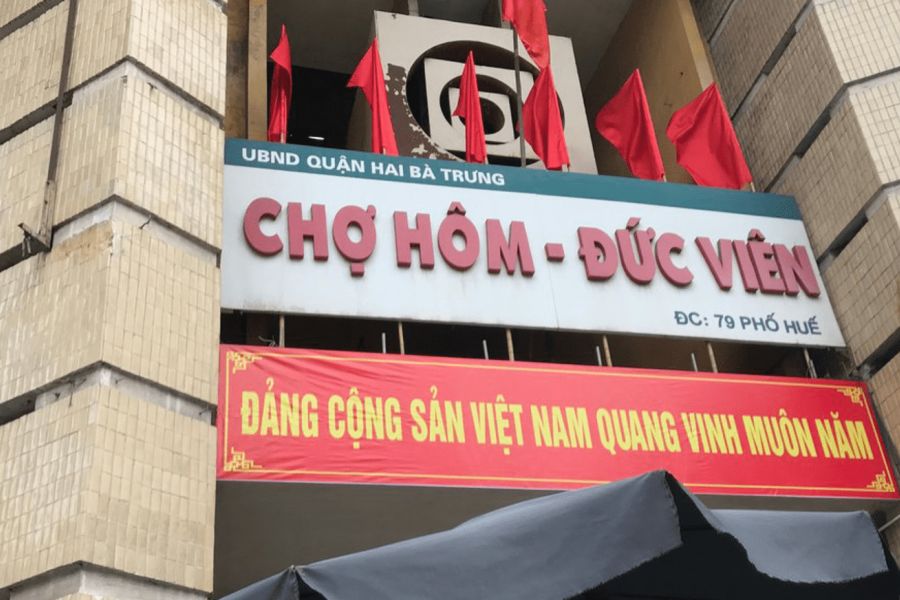 UBND QUẬN HAI BÀ TRƯNG
CHỢ HÔM - ĐỨC VIÊN
ĐC: 79 PHỐ HUẾ
ĐẢNG CỘNG SẢN VIỆT NAM QUANG VINH MUÔN NĂM